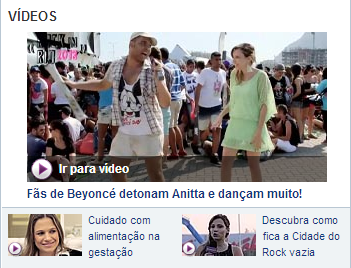 VÍDEOS
Ir para vídeo
Fãs de Beyoncé detonam Anitta e dançam muito!
Cuidado com
alimentação na
gestação
Descubra como
fica a Cidade do
Rock vazia